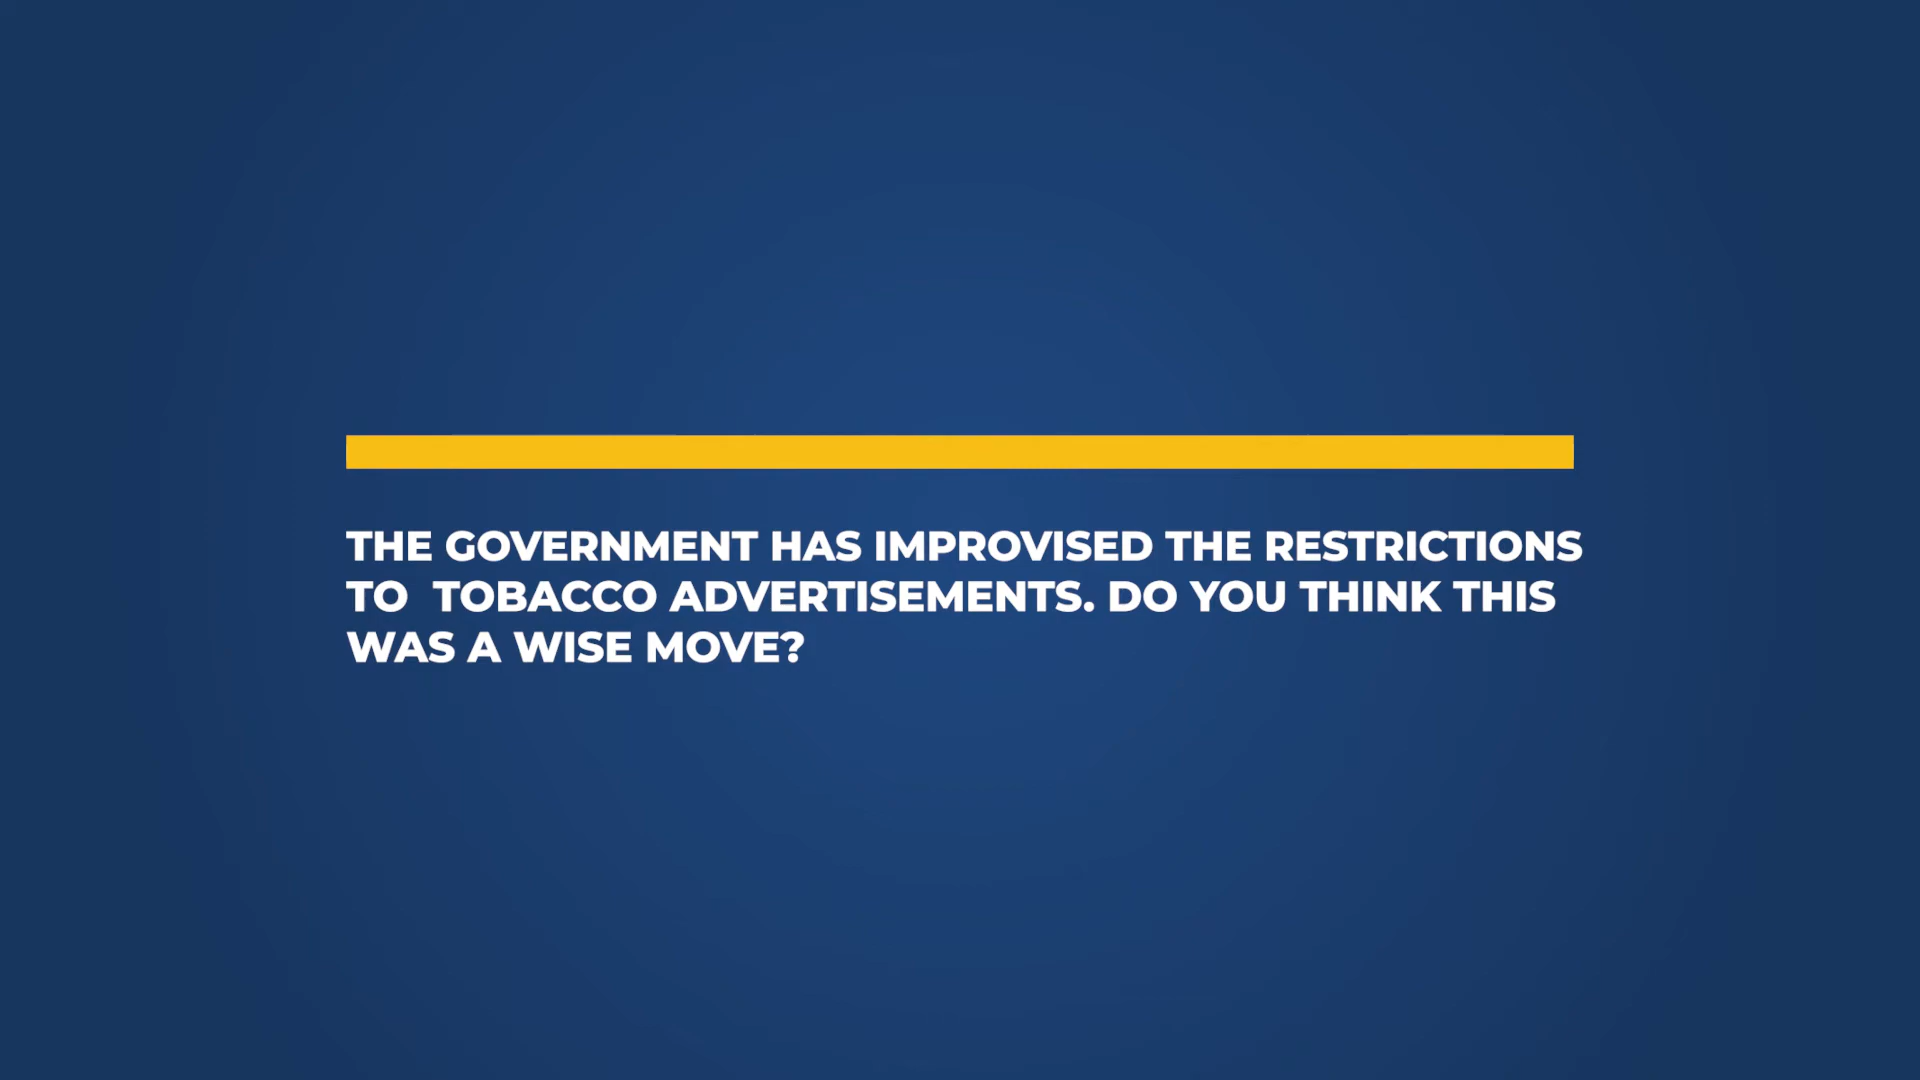 THE GOVERNMENT HAS IMPROVISED THE RESTRICTIONS
TO  TOBACCO ADVERTISEMENTS. DO YOU THINK THIS
WAS A WISE MOVE?